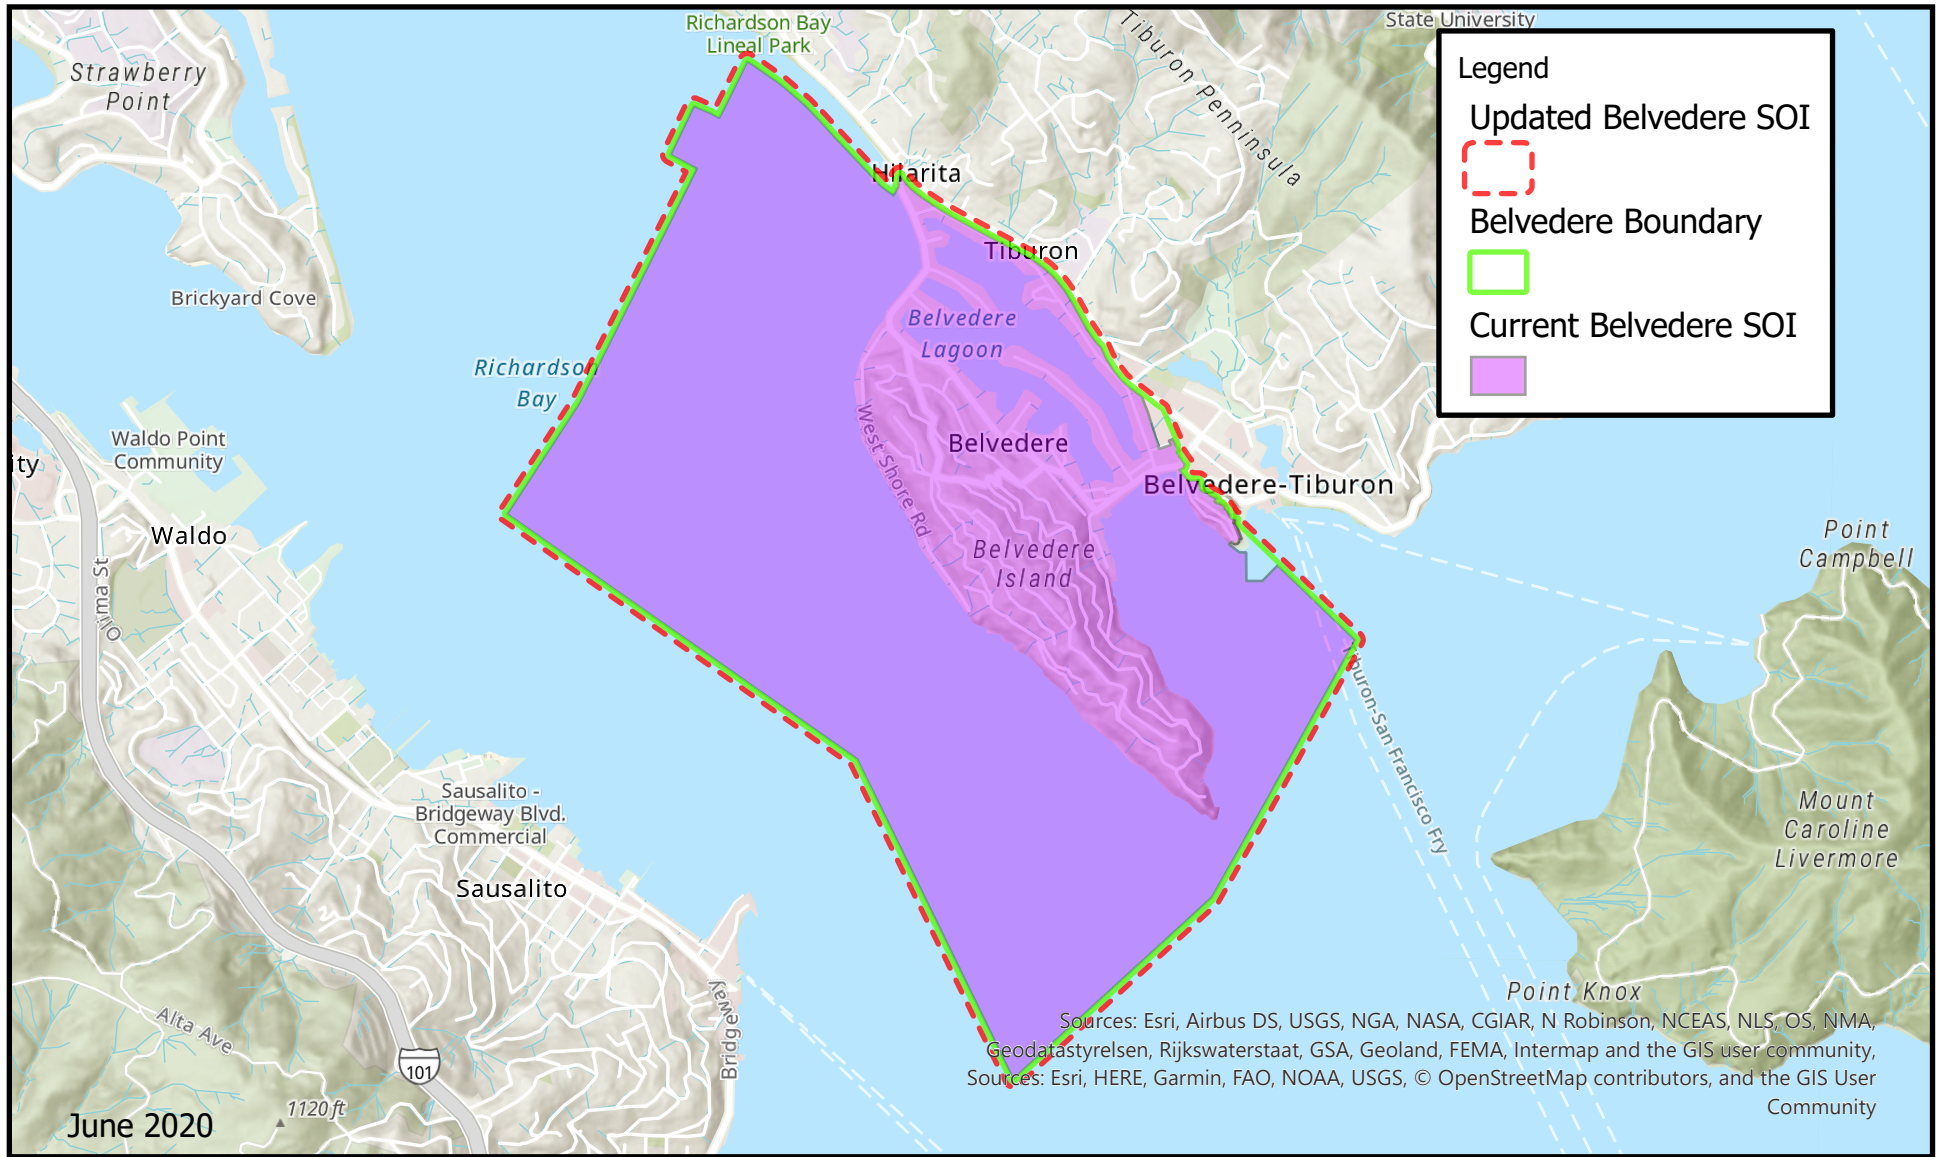 Richardson Bay
Lineal Park
State University
Strawberry
Point
Tiburon Penninsula
Legend
Updated Belvedere SOI
Belvedere Boundary
Current Belvedere SOI
Hilarita
Tiburon
Brickyard Cove
Belvedere
Lagoon
Richardson
Bay
Waldo Point
Community
ity
West Shore Rd
Belvedere
Belvedere-Tiburon
Waldo
Olima St
Belvedere
Island
Point
Campbell
Tiburon-San Francisco Fry
Sausalito -
Bridgeway Blvd.
Commercial
Sausalito
Mount
Caroline
Livermore
Point Knox
Alta Ave
Bridgeway
101
1120 ft
June 2020
Sources: Esri, Airbus DS, USGS, NGA, NASA, CGIAR, N Robinson, NCEAS, NLS, OS, NMA,
Geodatastyrelsen, Rijkswaterstaat, GSA, Geoland, FEMA, Intermap and the GIS user community,
Sources: Esri, HERE, Garmin, FAO, NOAA, USGS, © OpenStreetMap contributors, and the GIS User
Community